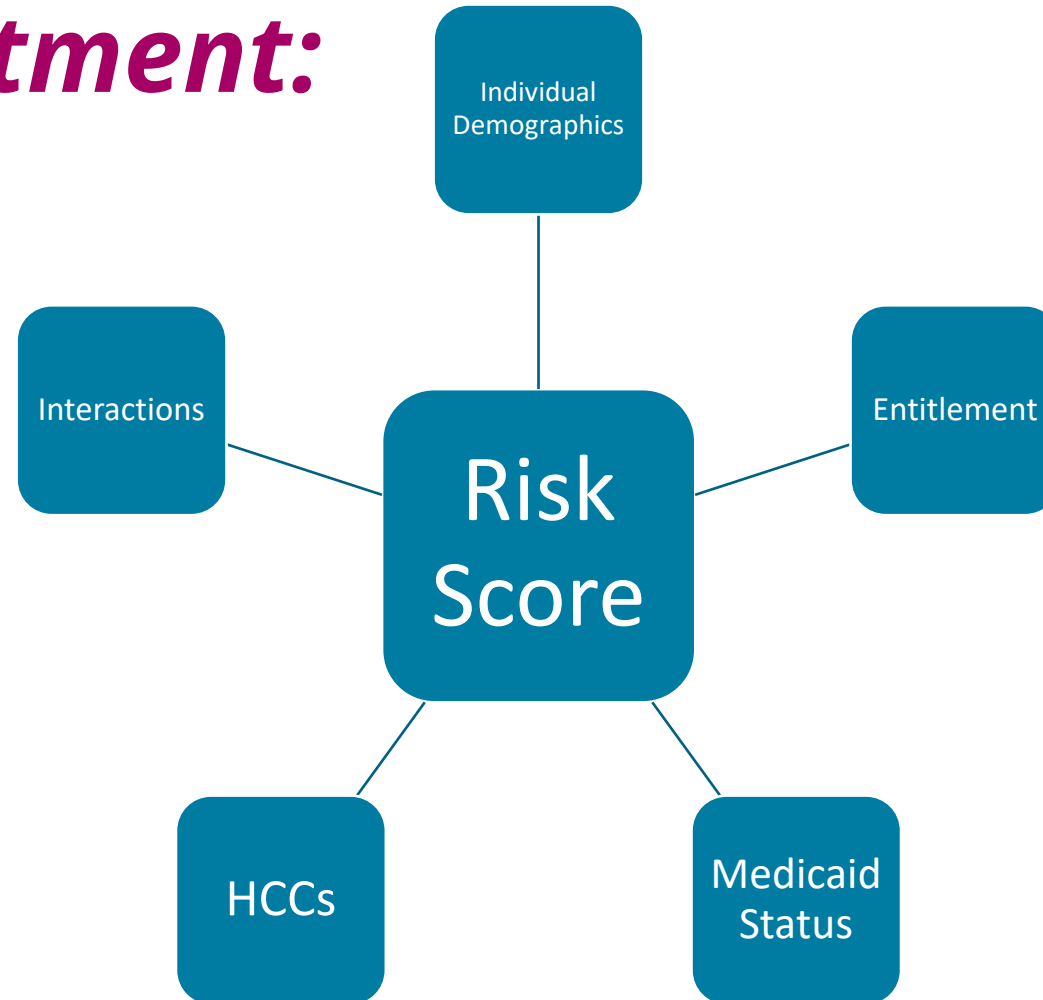 tment:
Individual
Demographics
Interactions
Entitlement
Risk
Score
HCCs
Medicaid
Status